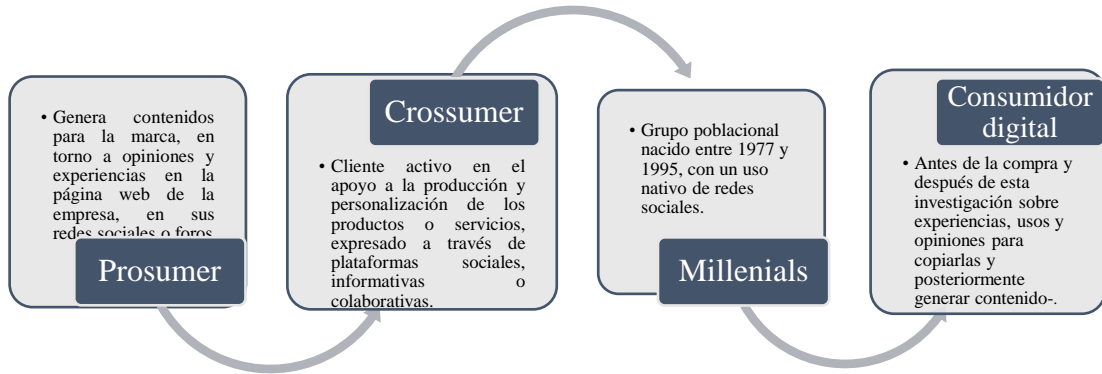 • Genera contenidos
para la marca, en
torno a opiniones y
experiencias en la
página web de la
empresa, en sus
redes sociales o foros
Prosumer
Crossumer
• Cliente activo en el
apoyo a la producción y
personalización de los
productos o servicios,
expresado a través de
plataformas sociales,
informativas o
colaborativas.
• Grupo poblacional
nacido entre 1977 y
1995, con un uso
nativo de redes
sociales.
Millenials
Consumidor
digital
• Antes de la compra y
después de esta
investigación sobre
experiencias, usos y
opiniones para
copiarlas y
posteriormente
generar contenido-.